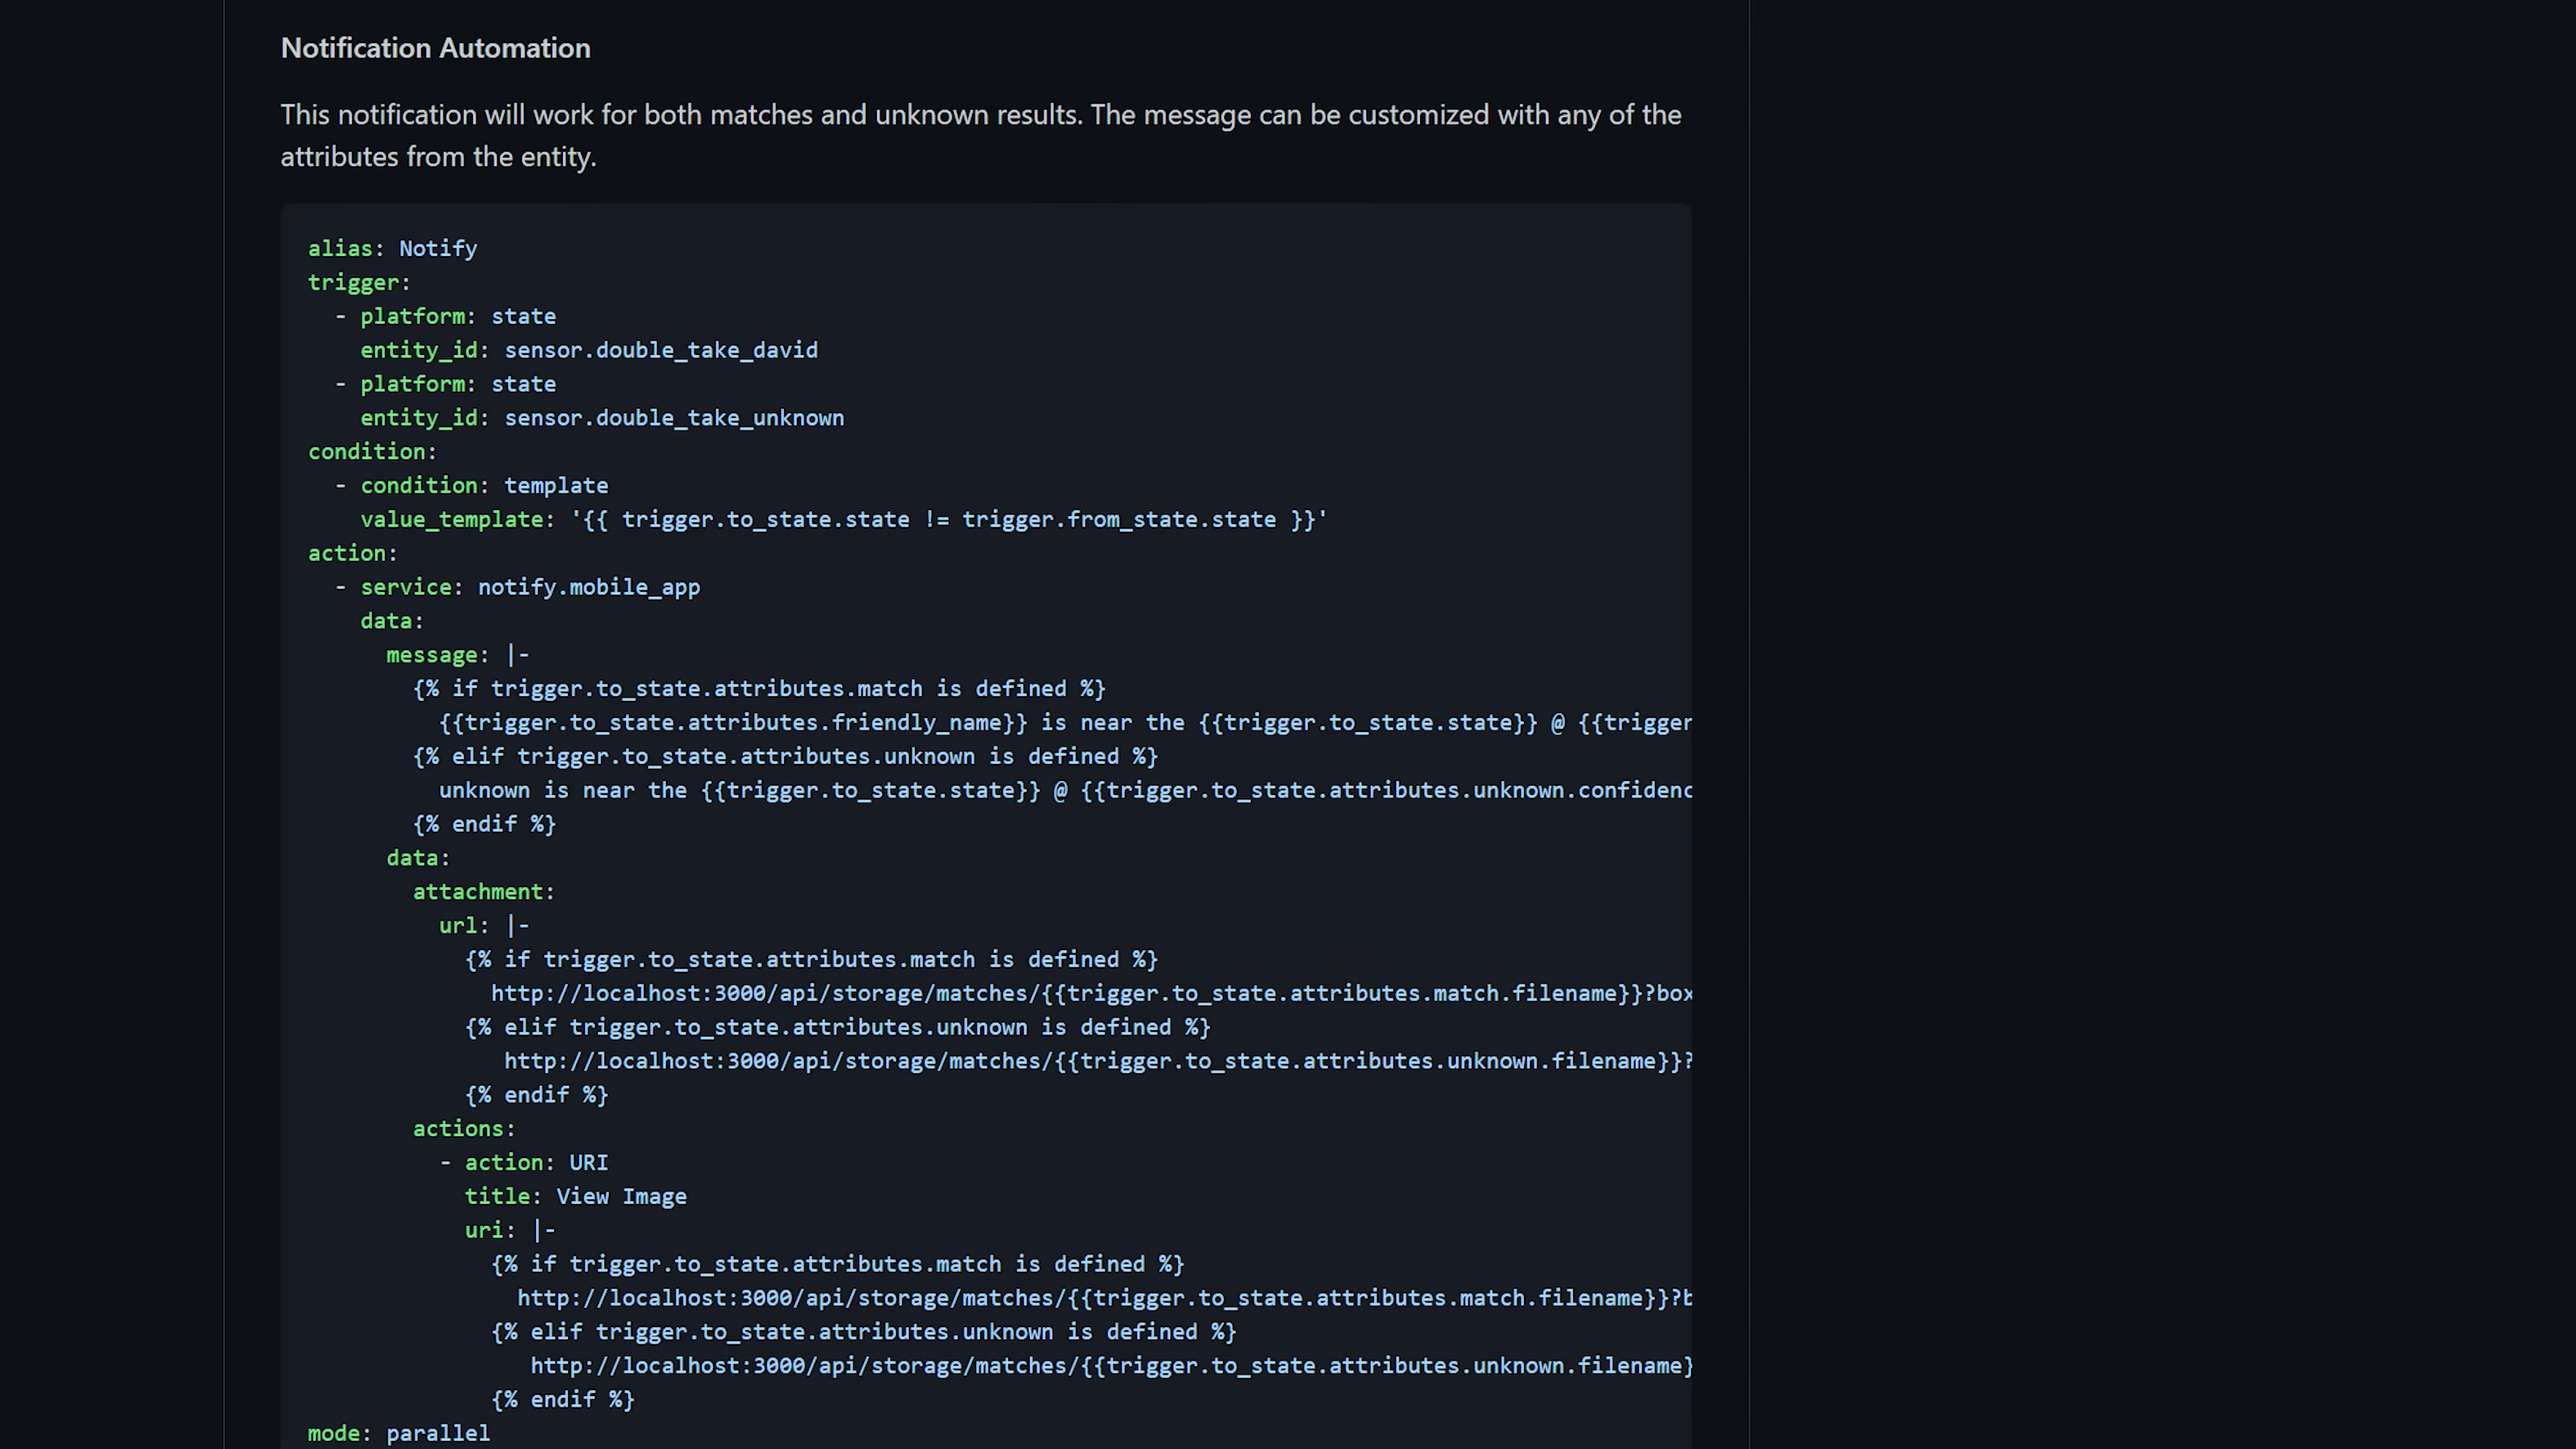 Notification Automation
This notification will work for both matches and unknown results. The message can be customized with any of the
attributes from the entity.
alias: Notify
trigger:
  - platform: state
    entity_id: sensor.double_take_david
  - platform: state
    entity_id: sensor.double_take_unknown
condition:
  - condition: template
    value_template: '{{ trigger.to_state.state != trigger.from_state.state }}'
action:
  - service: notify.mobile_app
    data:
      message: |-
        {% if trigger.to_state.attributes.match is defined %}
          {{trigger.to_state.attributes.friendly_name}} is near the {{trigger.to_state.state}} @ {{trigger
        {% elif trigger.to_state.attributes.unknown is defined %}
          unknown is near the {{trigger.to_state.state}} @ {{trigger.to_state.attributes.unknown.confidenc
        {% endif %}
      data:
        attachment:
          url: |-
            {% if trigger.to_state.attributes.match is defined %}
              http://localhost:3000/api/storage/matches/{{trigger.to_state.attributes.match.filename}}?box
            {% elif trigger.to_state.attributes.unknown is defined %}
               http://localhost:3000/api/storage/matches/{{trigger.to_state.attributes.unknown.filename}}?
            {% endif %}
        actions:
          - action: URI
            title: View Image
            uri: |-
              {% if trigger.to_state.attributes.match is defined %}
                http://localhost:3000/api/storage/matches/{{trigger.to_state.attributes.match.filename}}?b
              {% elif trigger.to_state.attributes.unknown is defined %}
                 http://localhost:3000/api/storage/matches/{{trigger.to_state.attributes.unknown.filename}
              {% endif %}
mode: parallel